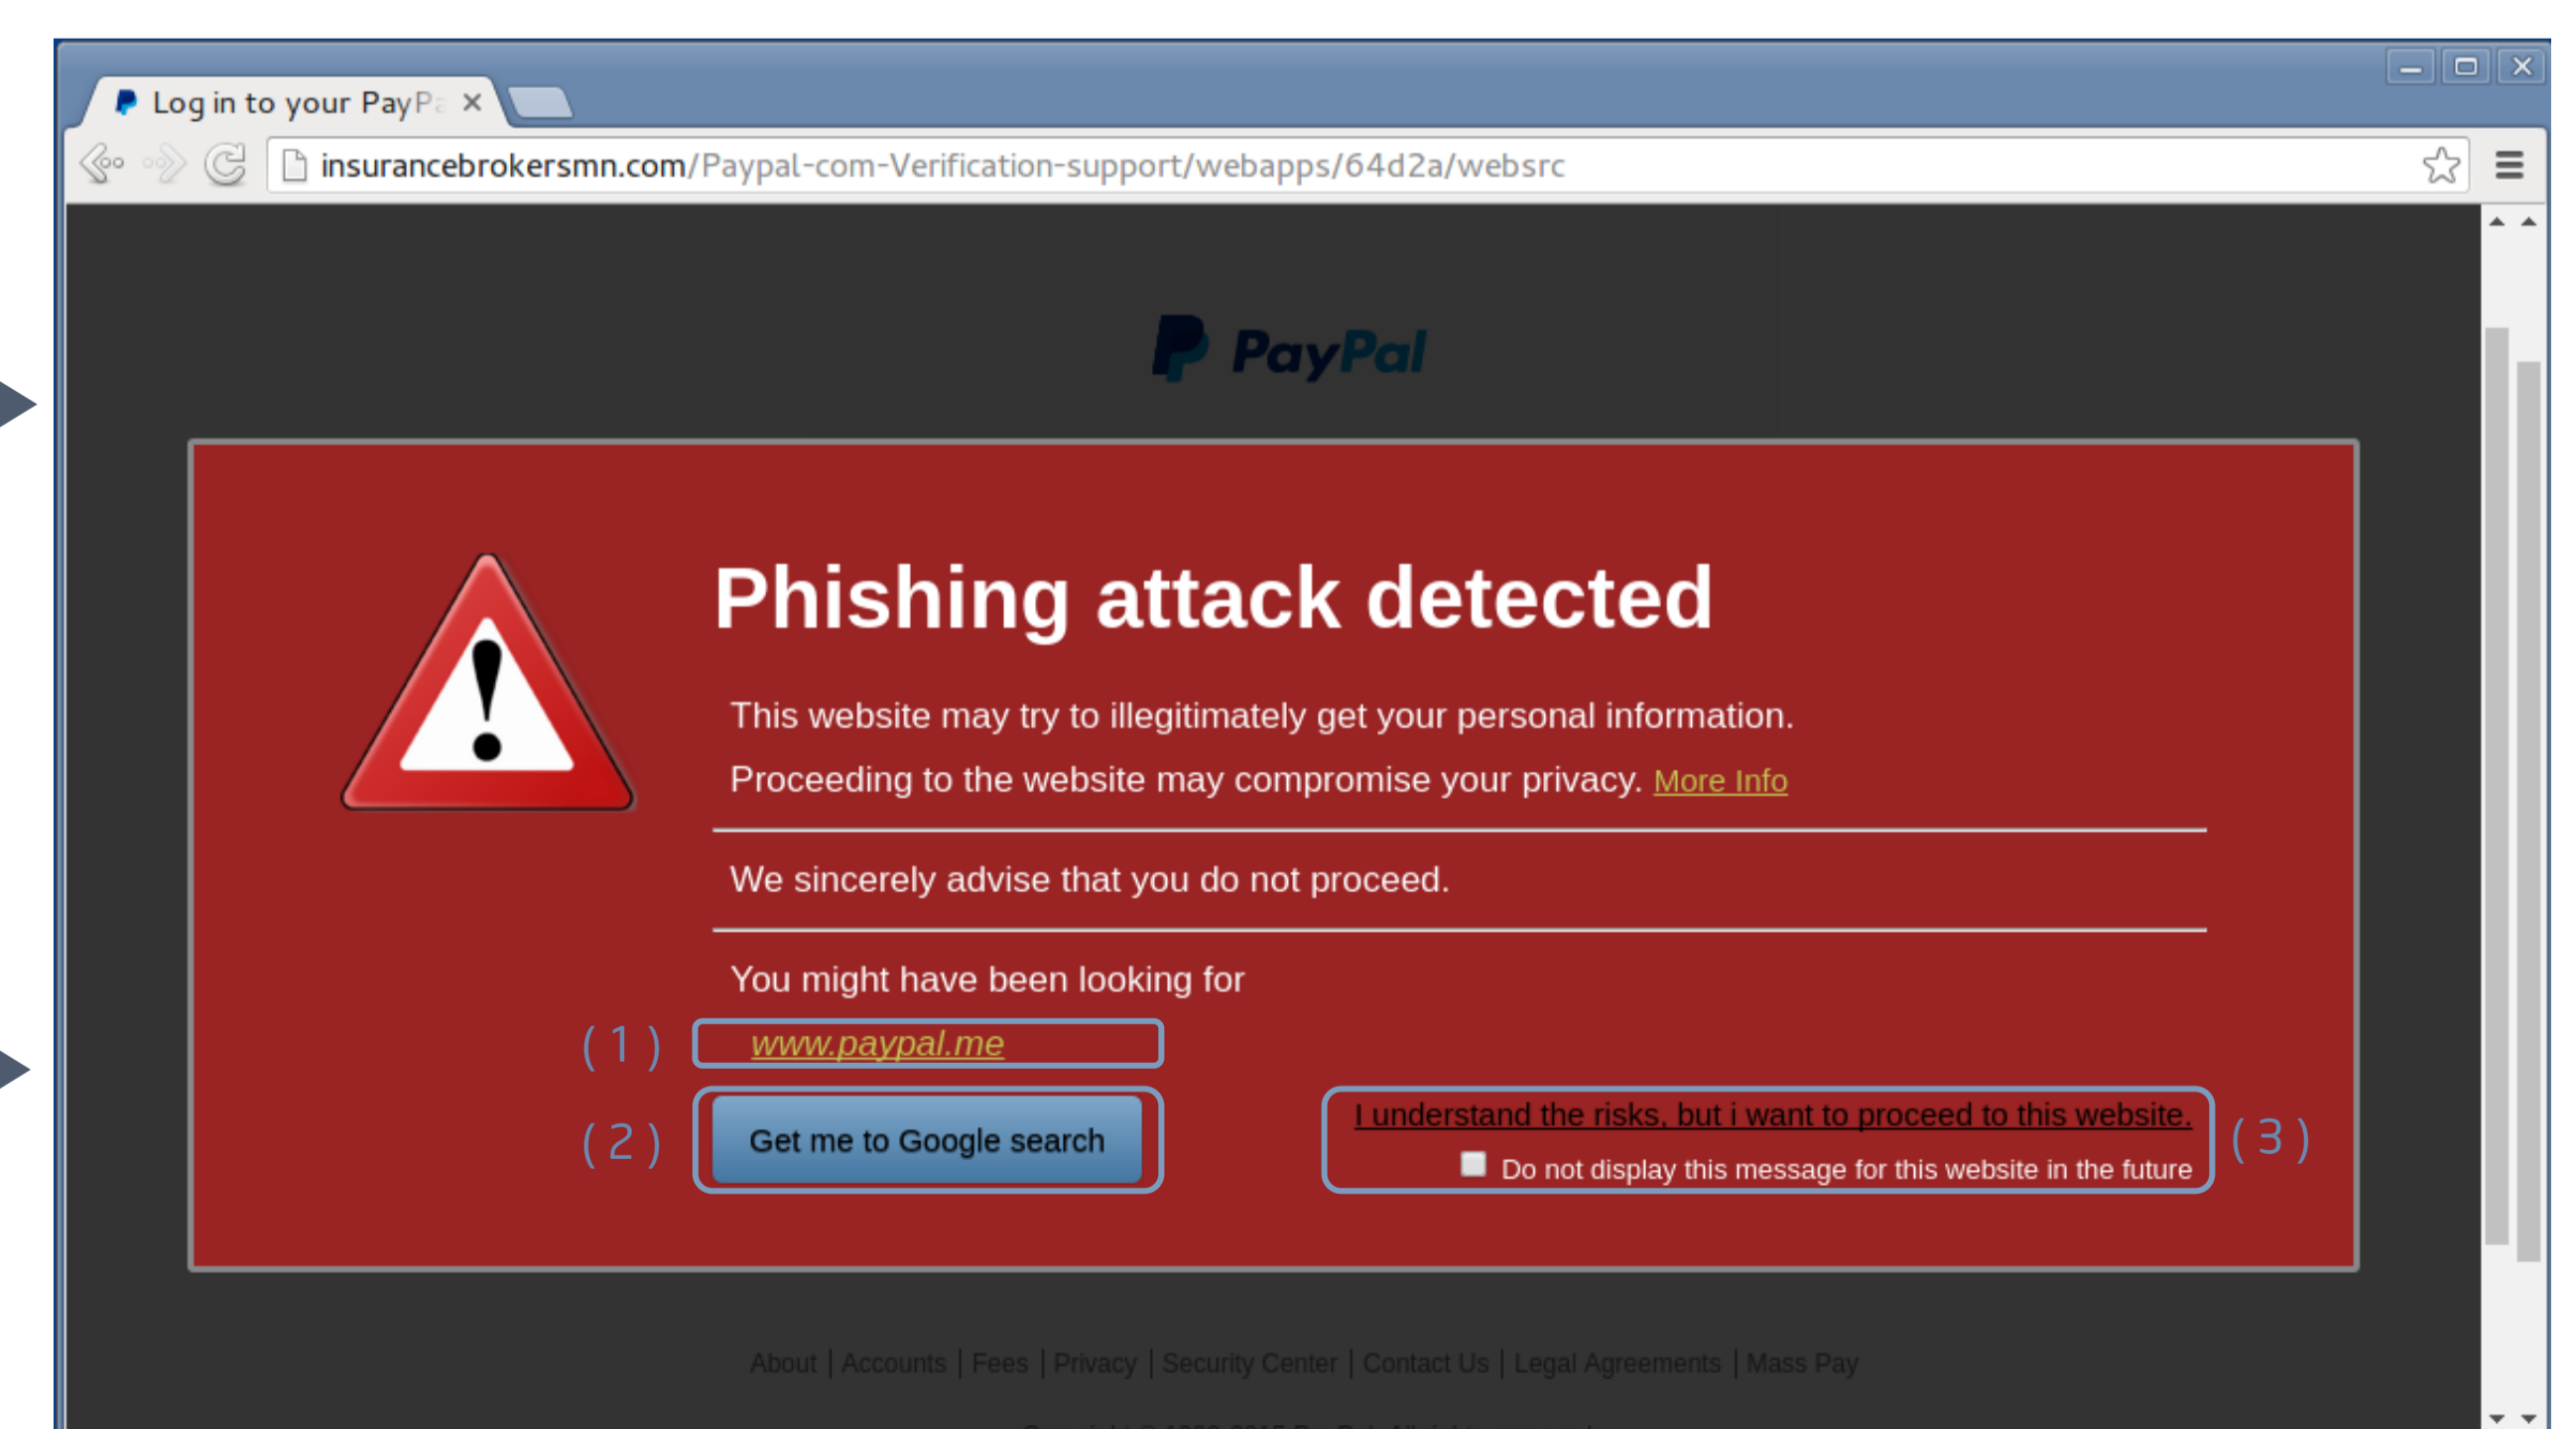 Log in to your PayPa
insurancebrokersmn.com/Paypal-com-Verification-support/webapps/64d2a/websrc
PayPal
Phishing attack detected
This website may try to illegitimately get your personal information.
Proceeding to the website may compromise your privacy. More Info
We sincerely advise that you do not proceed.
You might have been looking for
(1) www.paypal.me
(2) Get me to Google search
I understand the risks, but i want to proceed to this website.
Do not display this message for this website in the future
(3)
About | Accounts | Fees | Privacy | Security Center | Contact Us | Legal Agreements | Mass Pay